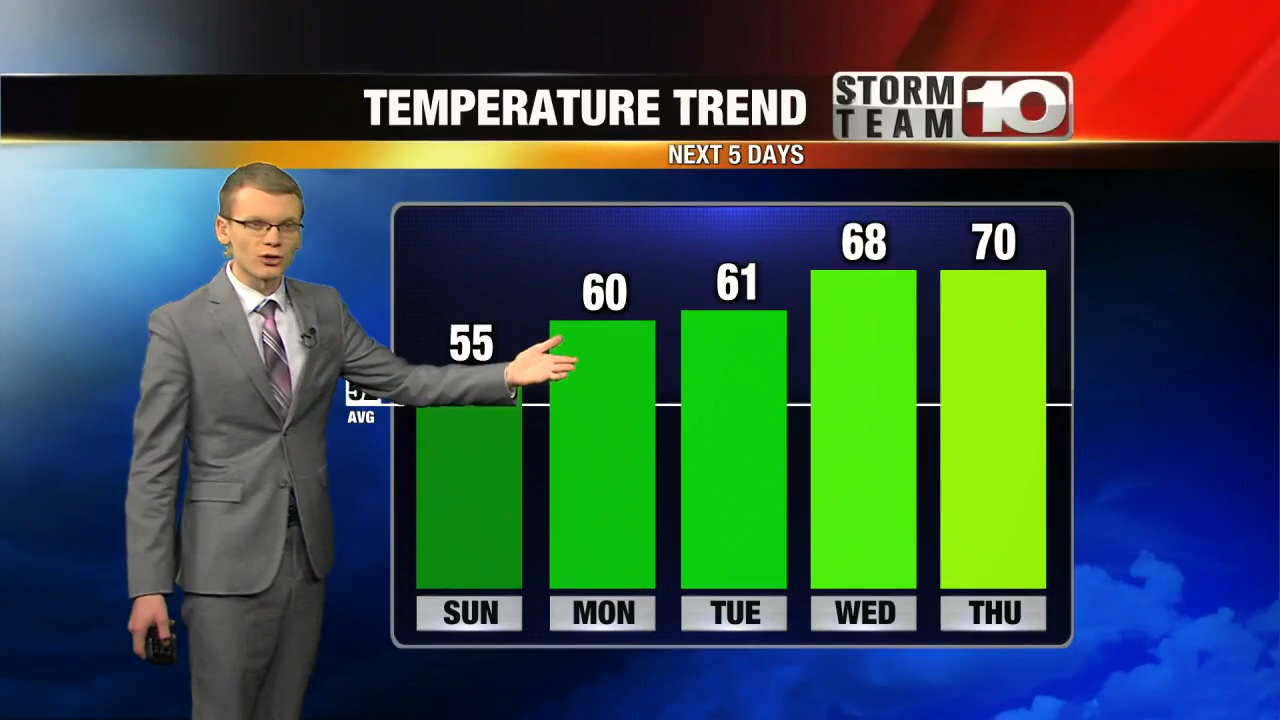 TEMPERATURE TREND
STORM
TEAM
10
NEXT 5 DAYS
55
60
61
68
70
AVG
SUN
MON
TUE
WED
THU